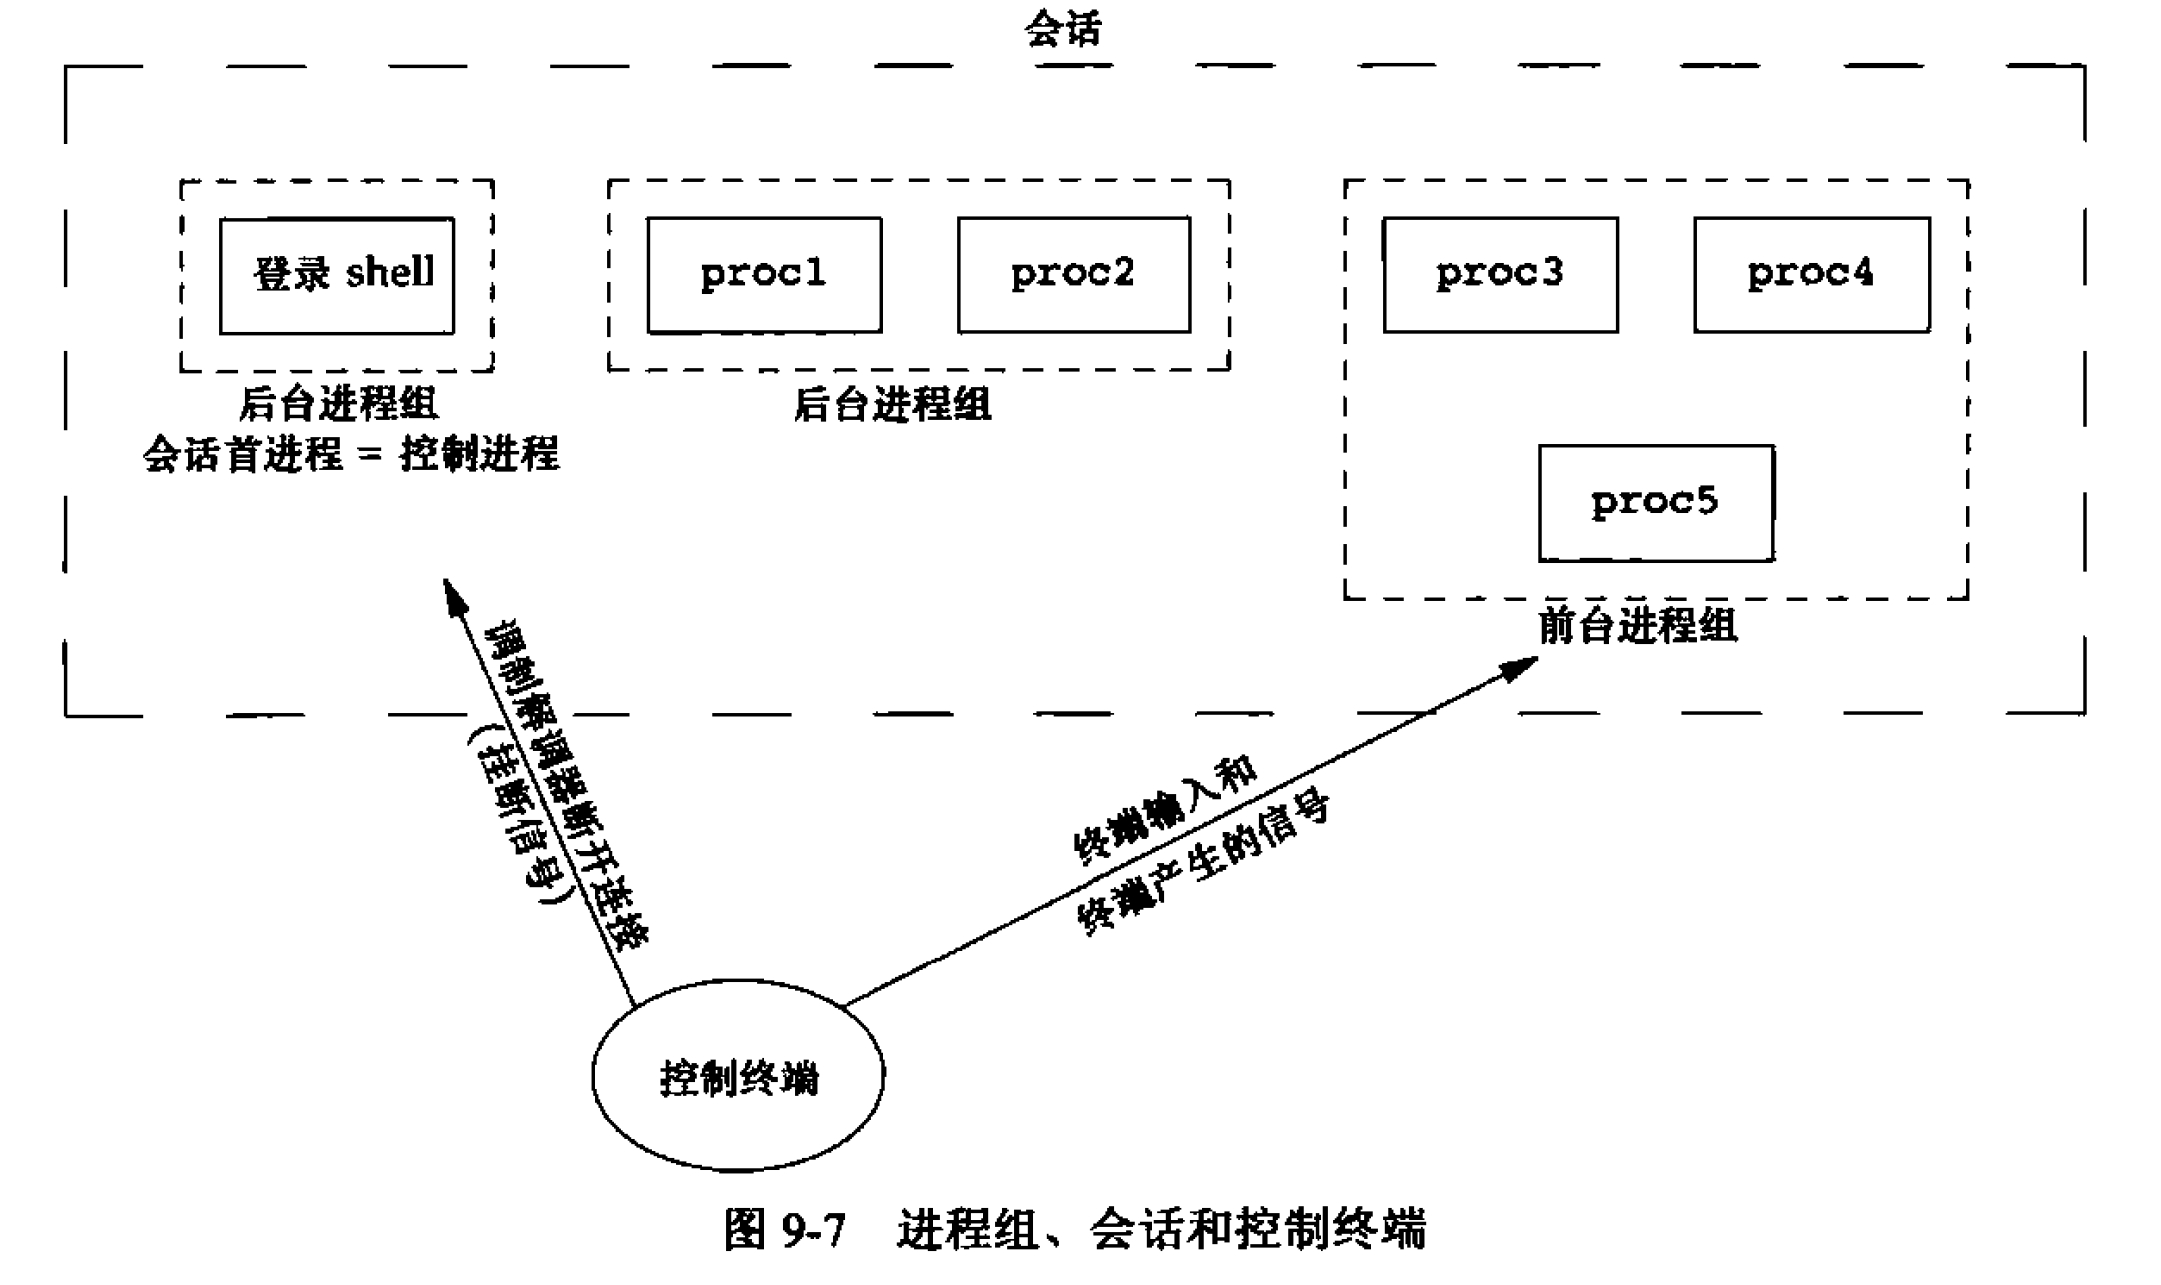 会话
登录 shell
proc1
proc2
proc3
proc4
后台进程组
会话首进程 = 控制进程
后台进程组
proc5
前台进程组
调制解调器断开连接
(挂断信号)
终端输入和
终端产生的信号
控制终端
图 9-7 进程组、会话和控制终端